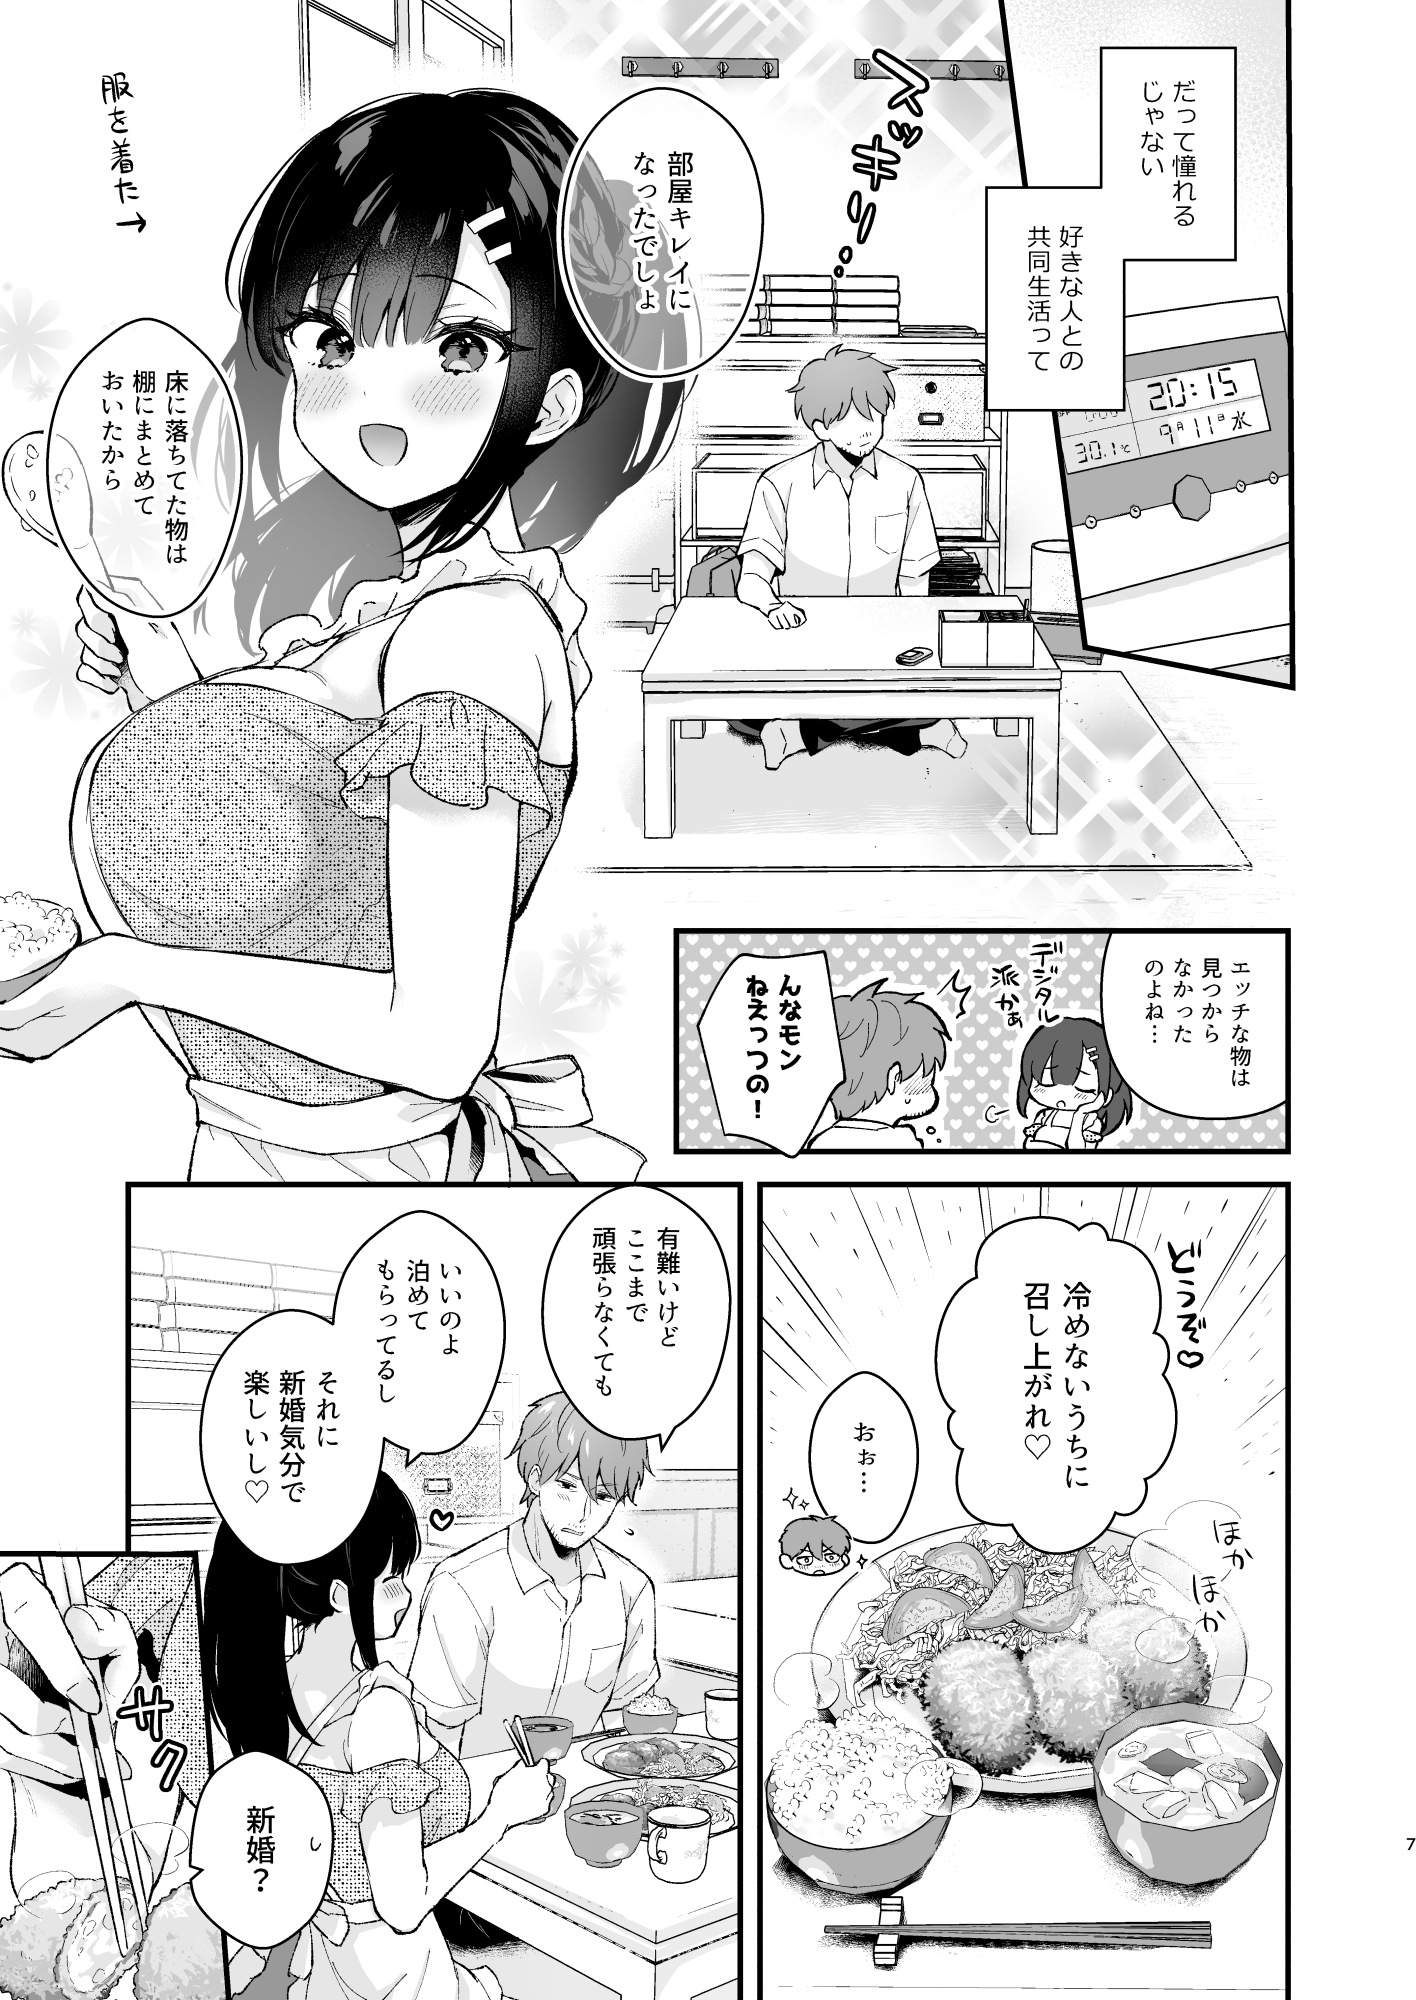 だって憧れる
じゃない
好きな人との
共同生活って
20:15
30.1℃
9月11日水
スッキリ…
部屋キレイに
なったでしょ
服を着た→
床に落ちてた物は
棚にまとめて
おいたから
エッチな物は
見つから
なかった
のよね…
デジタル
派かぁ
んなモン
ねえっつの！
どうぞ♡
冷めないうちに
召し上がれ♡
おぉ…
ほか
ほか
有難いけど
ここまで
頑張らなくても
いいのよ
泊めて
もらってるし
それに
新婚気分で
楽しいし♡
新婚？
サク
7